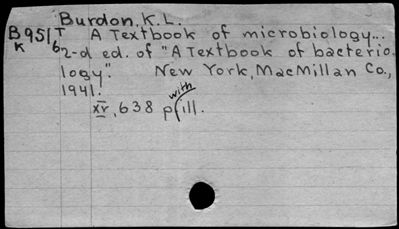 Burdon, K. L.
B951, T A Textbook of microbiology...
K 6 2-d ed. of "A Textbook of bacterio.
logy". New York, MacMillan Co.,
1941.
xv, 638 p. with ill.